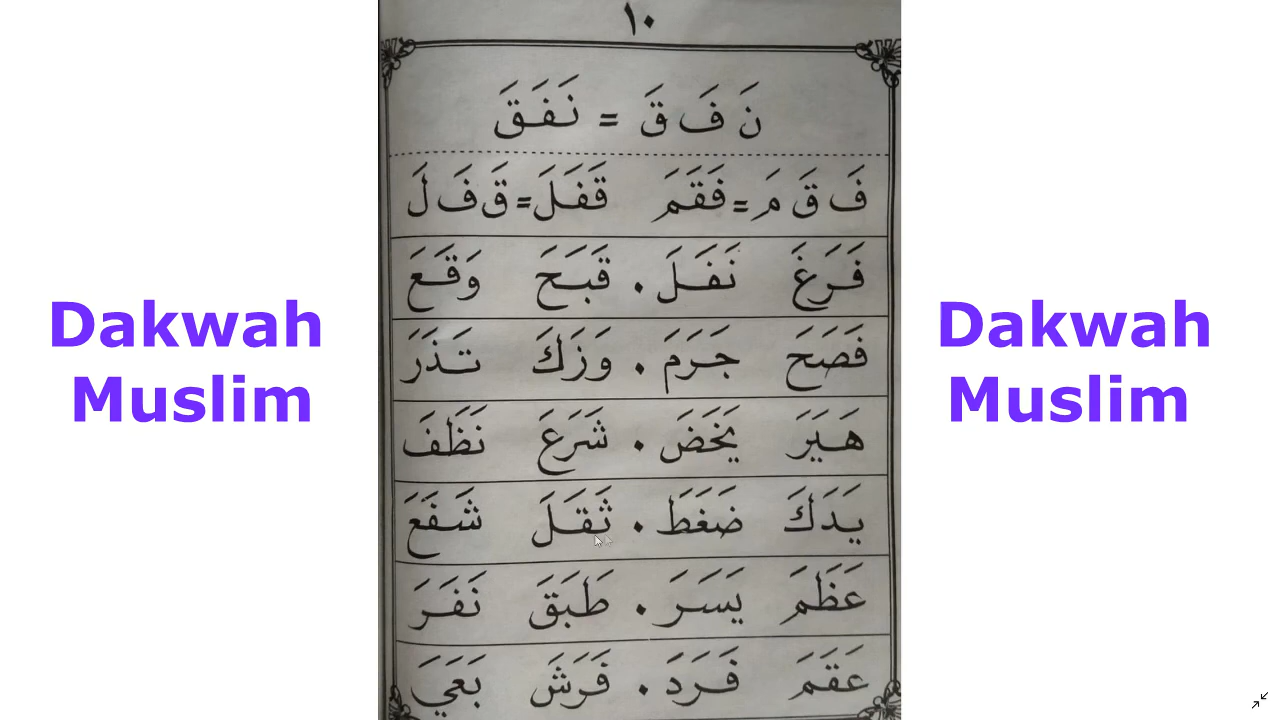 ١٠
نَ فَ قَ = نَفَقَ
فَ قَ مَ = فَقَمَ قَفَلَ = قَ فَ لَ
فَرَغَ نَفَلَ . قَبَحَ وَقَعَ
فَصَحَ جَرَمَ . وَزَكَ تَذَرَ
هَيَرَ يَخَضَ . شَرَعَ نَظَفَ
يَدَكَ ضَغَطَ . ثَقَلَ شَفَعَ
عَظَمَ يَسَرَ . طَبَقَ نَفَرَ
عَقَمَ فَرَدَ . فَرَشَ بَغَيَ
Dakwah
Muslim
Dakwah
Muslim